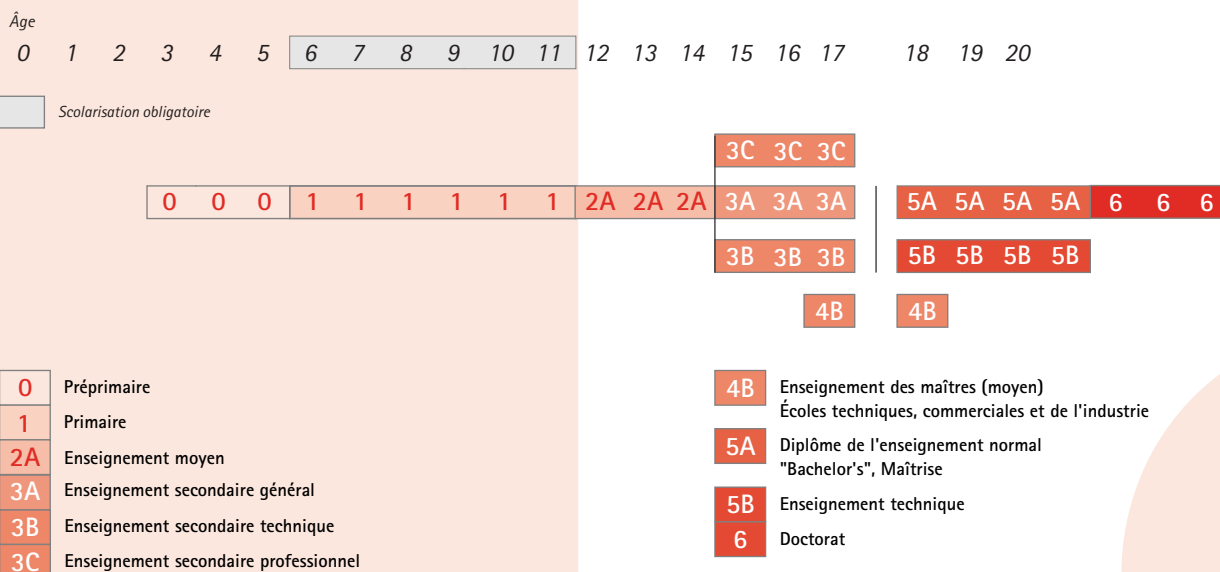 Âge
0 1 2 3 4 5 6 7 8 9 10 11 12 13 14 15 16 17 18 19 20
Scolarisation obligatoire
3C 3C 3C
0 0 0 1 1 1 1 1 1 2A 2A 2A 3A 3A 3A 5A 5A 5A 5A 6 6 6
3B 3B 3B 5B 5B 5B 5B
4B 4B
0 Préprimaire
1 Primaire
2A Enseignement moyen
3A Enseignement secondaire général
3B Enseignement secondaire technique
3C Enseignement secondaire professionnel
4B Enseignement des maîtres (moyen)
Écoles techniques, commerciales et de l'industrie
5A Diplôme de l'enseignement normal
"Bachelor's", Maîtrise
5B Enseignement technique
6 Doctorat